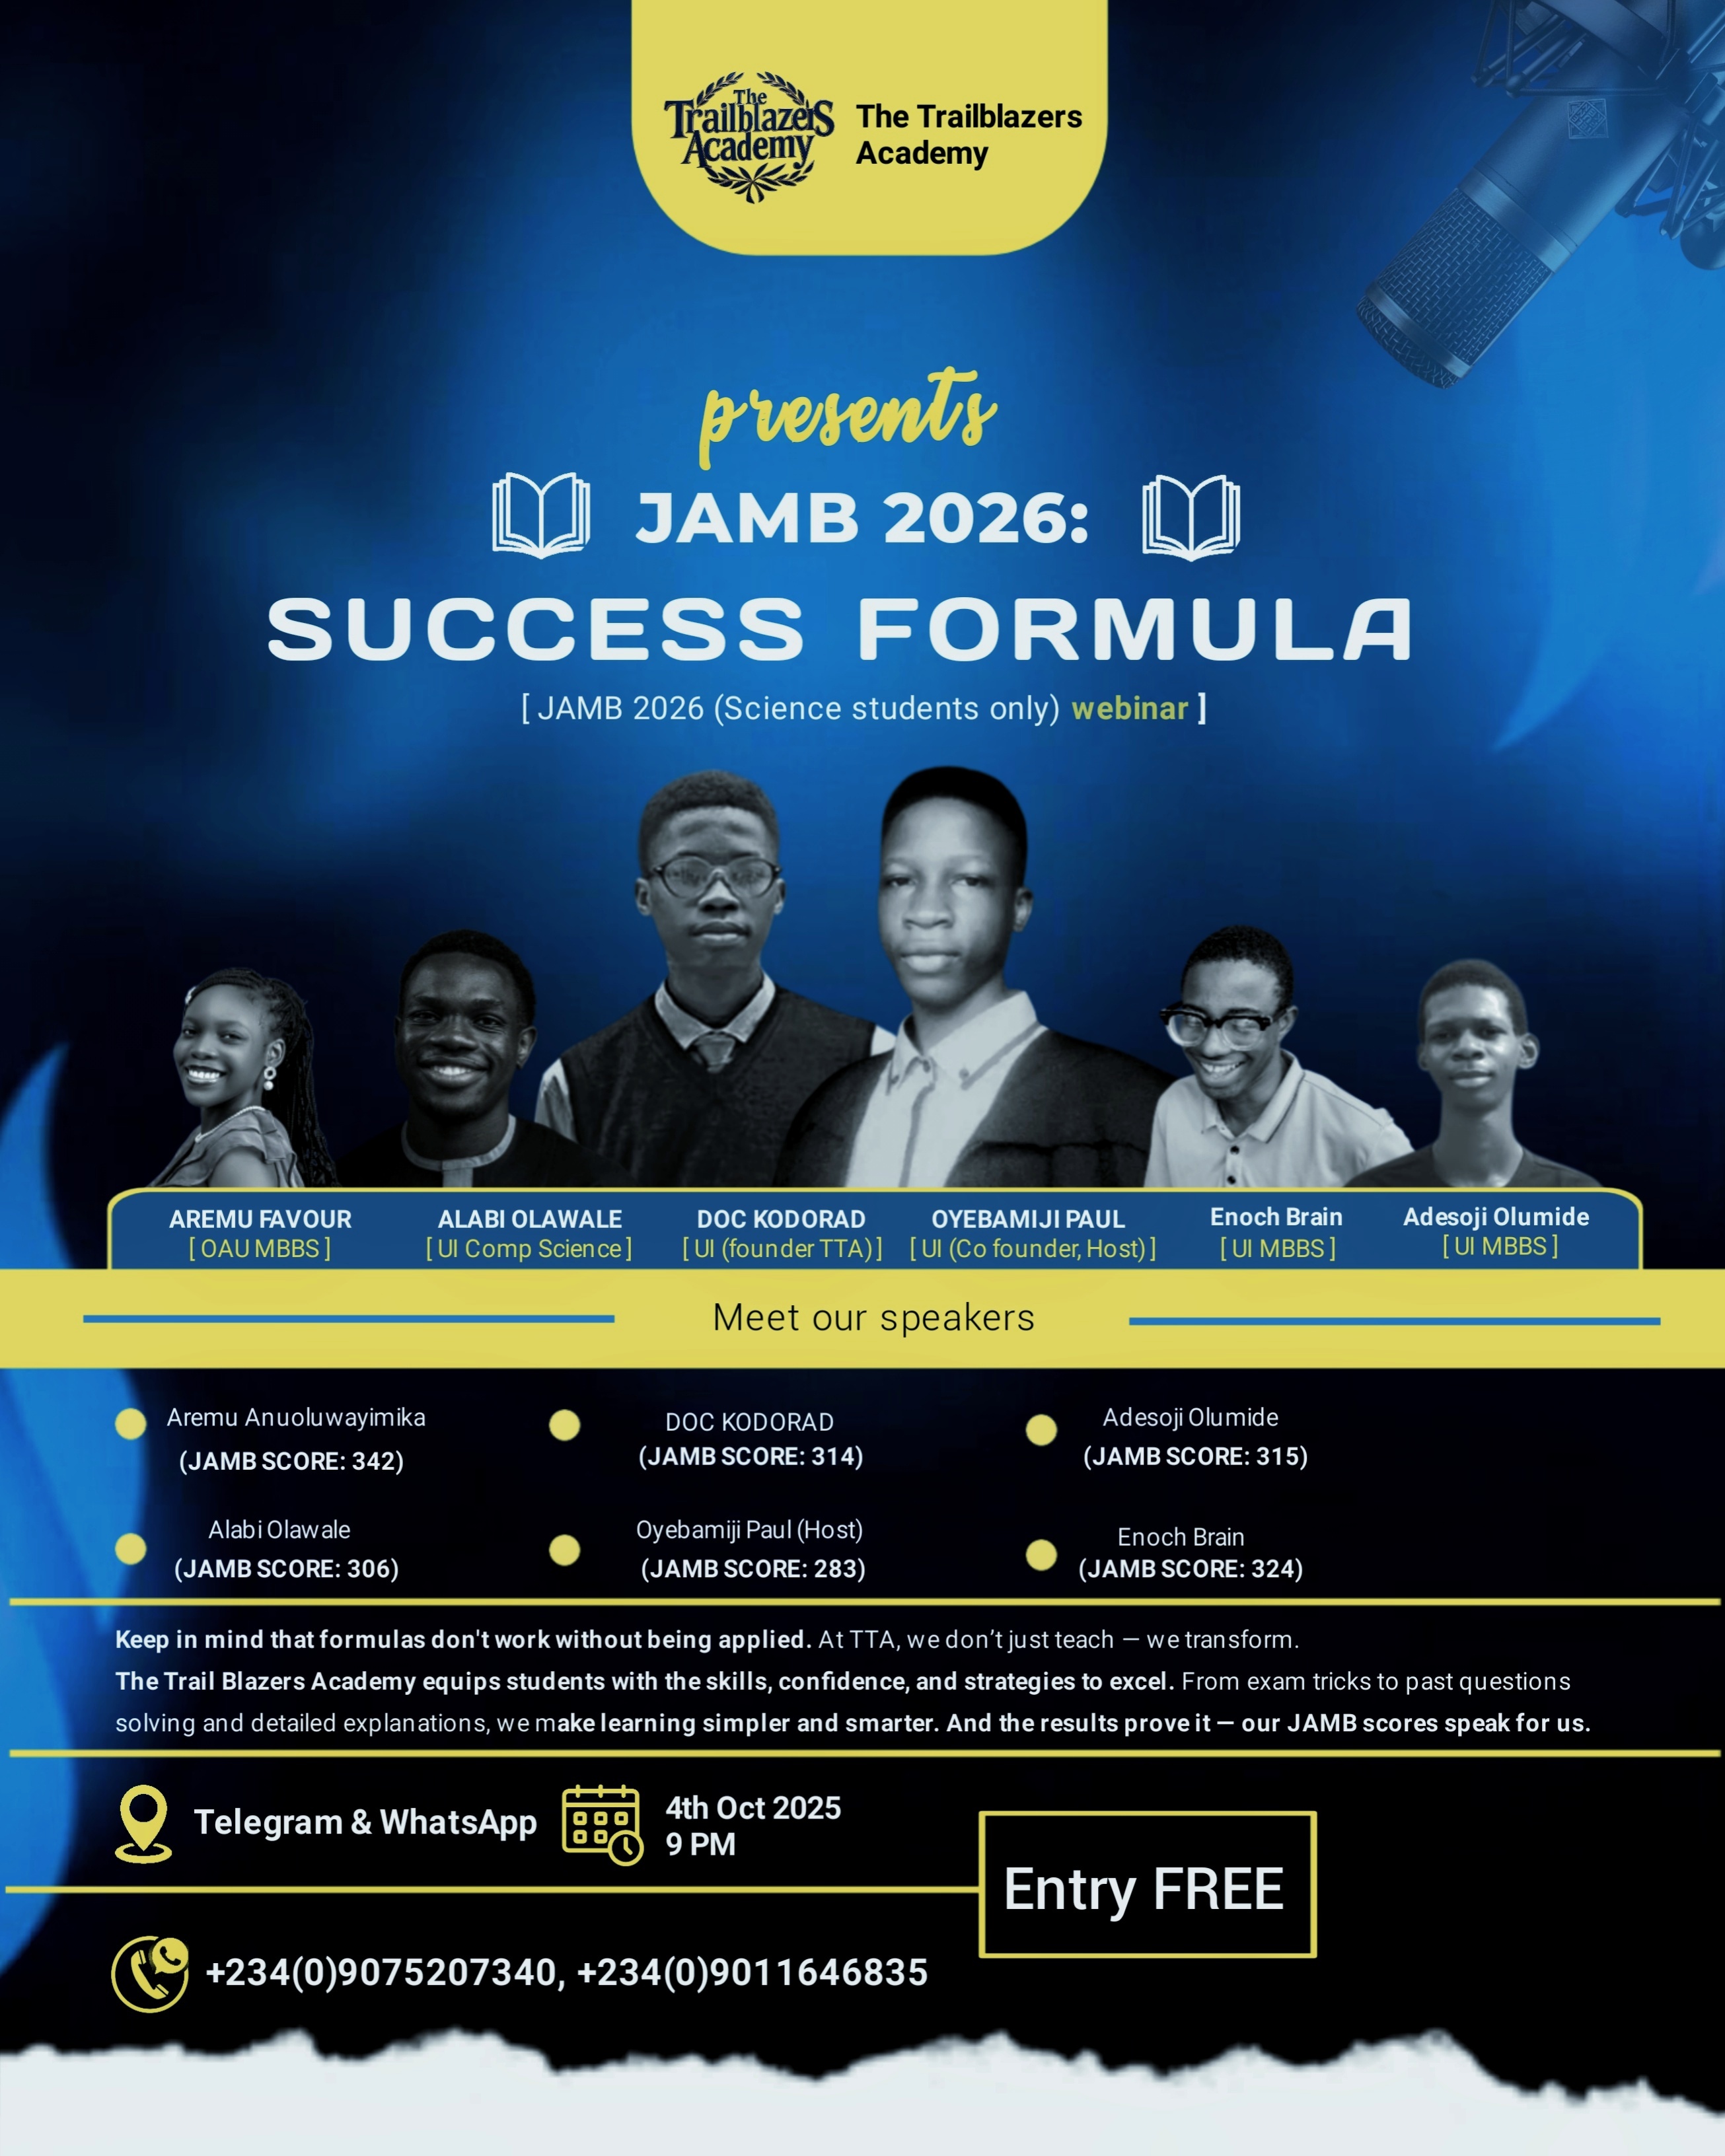 The
Trailblazers
Academy
The Trailblazers
Academy
presents
JAMB 2026:
SUCCESS FORMULA
[ JAMB 2026 (Science students only) webinar ]
AREMU FAVOUR
[ OAU MBBS ]
ALABI OLAWALE
[ UI Comp Science ]
DOC KODORAD
[ UI (founder TTA) ]
OYEBAMIJI PAUL
[ UI (Co founder, Host) ]
Enoch Brain
[ UI MBBS ]
Adesoji Olumide
[ UI MBBS ]
Meet our speakers
Aremu Anuoluwayimika
(JAMB SCORE: 342)
DOC KODORAD
(JAMB SCORE: 314)
Adesoji Olumide
(JAMB SCORE: 315)
Alabi Olawale
(JAMB SCORE: 306)
Oyebamiji Paul (Host)
(JAMB SCORE: 283)
Enoch Brain
(JAMB SCORE: 324)
Keep in mind that formulas don't work without being applied. At TTA, we don’t just teach — we transform.
The Trail Blazers Academy equips students with the skills, confidence, and strategies to excel. From exam tricks to past questions
solving and detailed explanations, we make learning simpler and smarter. And the results prove it — our JAMB scores speak for us.
Telegram & WhatsApp
4th Oct 2025
9 PM
Entry FREE
+234(0)9075207340, +234(0)9011646835